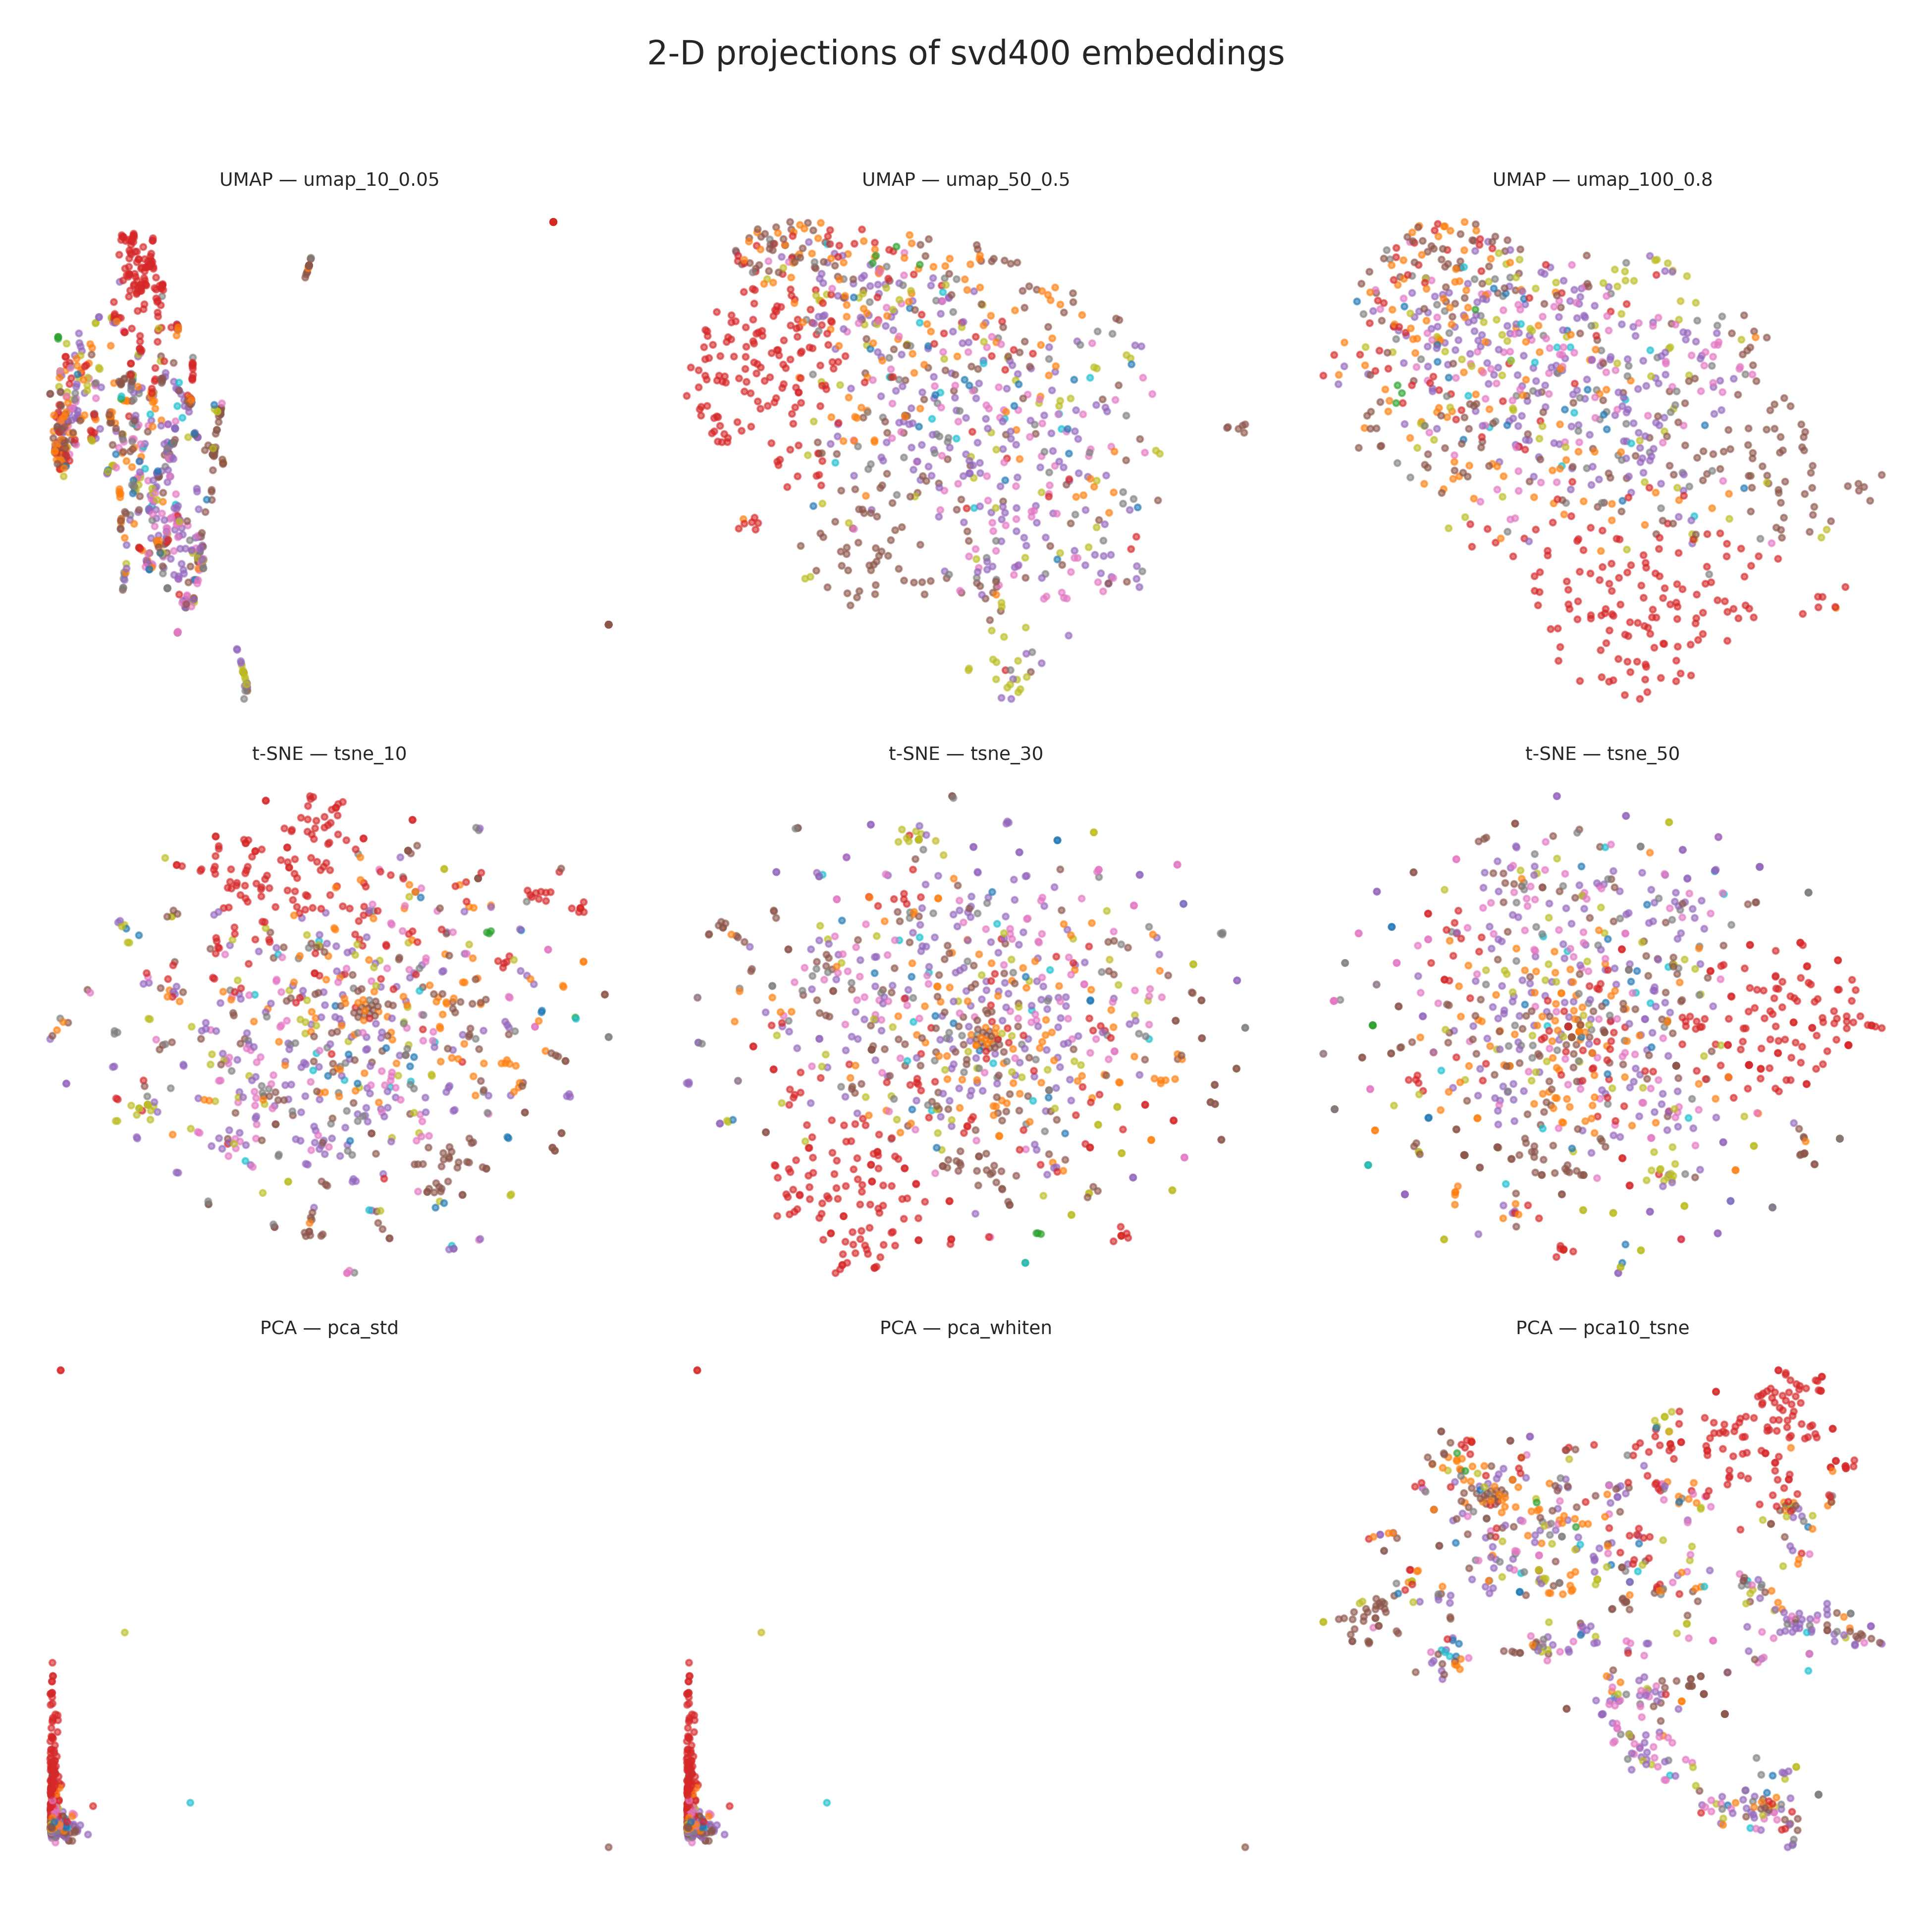 2-D projections of svd400 embeddings
UMAP — umap_10_0.05
UMAP — umap_50_0.5
UMAP — umap_100_0.8
t-SNE — tsne_10
t-SNE — tsne_30
t-SNE — tsne_50
PCA — pca_std
PCA — pca_whiten
PCA — pca10_tsne